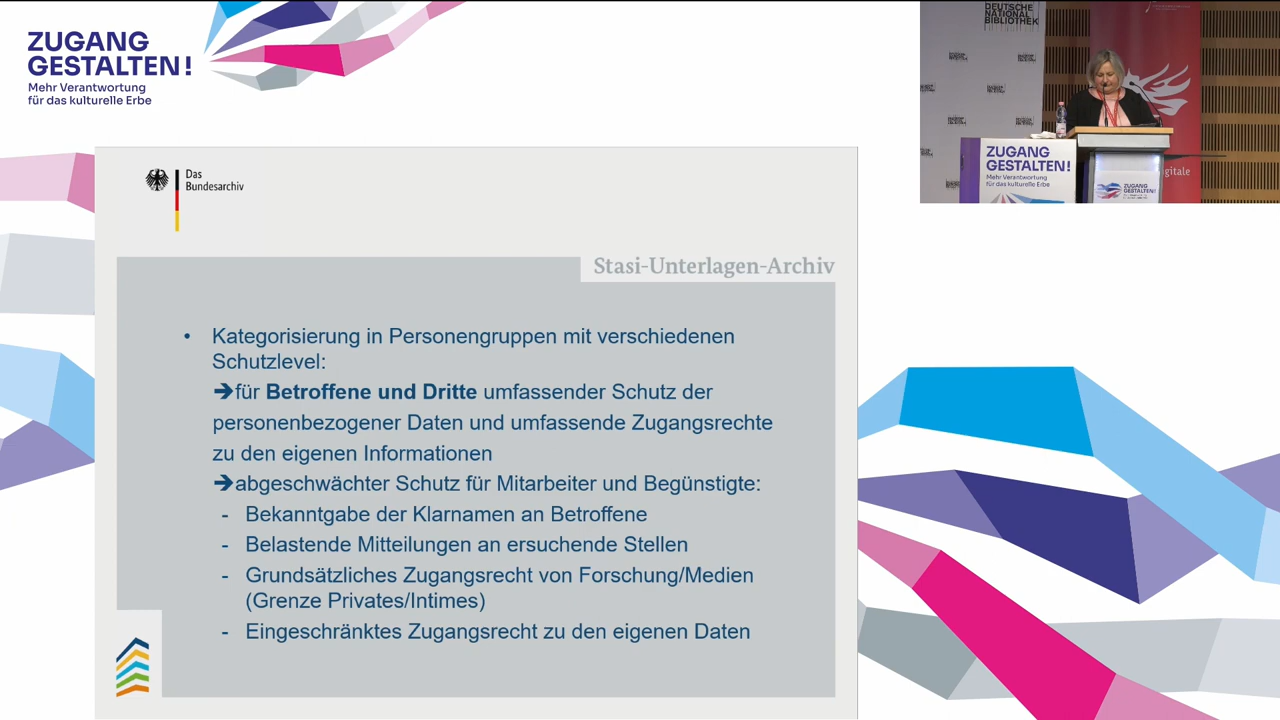 ZUGANG
GESTALTEN!
Mehr Verantwortung
für das kulturelle Erbe
DEUTSCHE
NATIONAL
BIBLIOTHEK
ZUGANG
GESTALTEN!
Mehr Verantwortung
für das kulturelle Erbe
ZUGANG
GESTALTEN!
gitale
Das
Bundesarchiv
Stasi-Unterlagen-Archiv
• Kategorisierung in Personengruppen mit verschiedenen
Schutzlevel:
➔für Betroffene und Dritte umfassender Schutz der
personenbezogener Daten und umfassende Zugangsrechte
zu den eigenen Informationen
➔abgeschwächter Schutz für Mitarbeiter und Begünstigte:
- Bekanntgabe der Klarnamen an Betroffene
- Belastende Mitteilungen an ersuchende Stellen
- Grundsätzliches Zugangsrecht von Forschung/Medien
(Grenze Privates/Intimes)
- Eingeschränktes Zugangsrecht zu den eigenen Daten